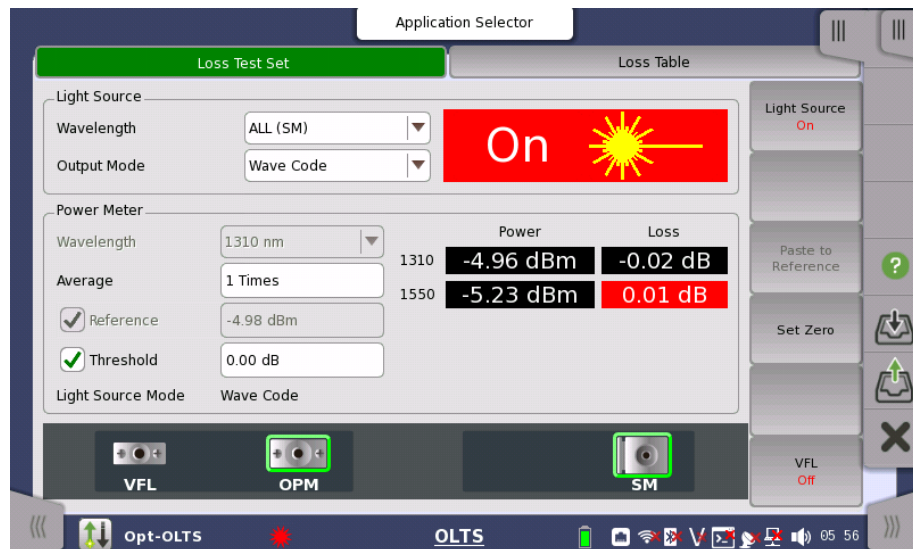 Application Selector
Loss Test Set
Loss Table
Light Source
Wavelength
ALL (SM)
Output Mode
Wave Code
On
Light Source
On
Power Meter
Power
Loss
Wavelength
1310 nm
1310
-4.96 dBm
-0.02 dB
Average
1 Times
1550
-5.23 dBm
0.01 dB
Reference
-4.98 dBm
Threshold
0.00 dB
Light Source Mode
Wave Code
Paste to
Reference
Set Zero
VFL
Off
VFL
OPM
SM
Opt-OLTS
OLTS
05 56